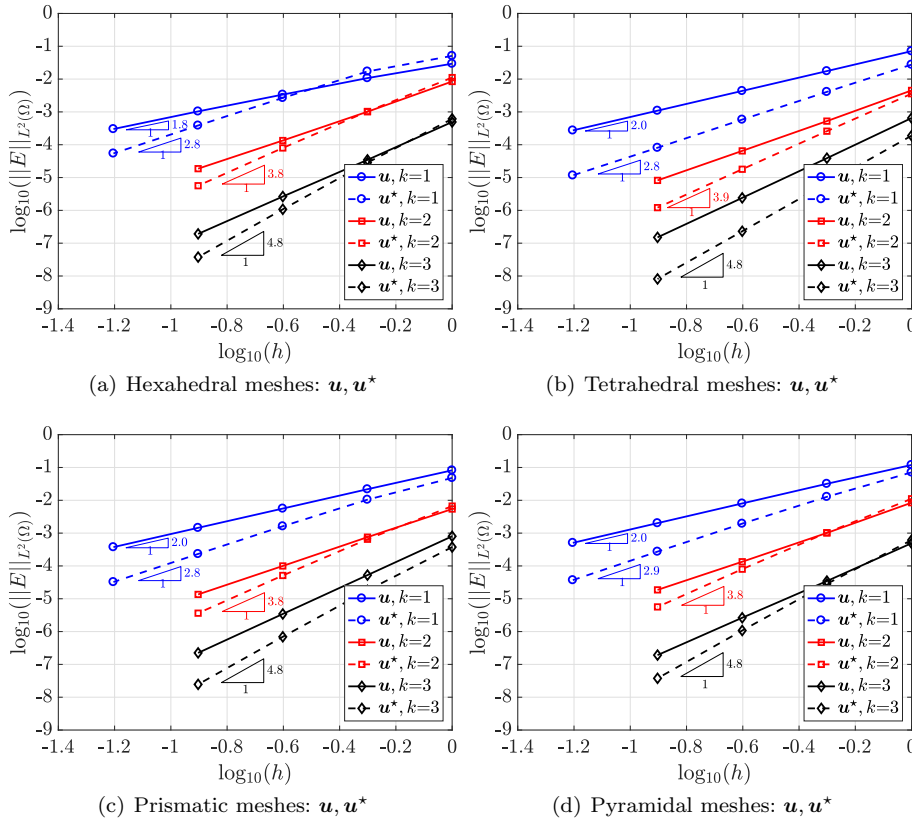 0
-1
-2
-3
-4
-5
-6
-7
-8
-9
log10(||E||L2(Ω))
1.8
1
2.8
1
3.8
1
4.8
1
u, k=1
u⋆, k=1
u, k=2
u⋆, k=2
u, k=3
u⋆, k=3
-1.4 -1.2 -1 -0.8 -0.6 -0.4 -0.2 0
log10(h)
(a) Hexahedral meshes: u, u⋆
0
-1
-2
-3
-4
-5
-6
-7
-8
-9
log10(||E||L2(Ω))
2.0
1
2.8
1
3.9
1
4.8
1
u, k=1
u⋆, k=1
u, k=2
u⋆, k=2
u, k=3
u⋆, k=3
-1.4 -1.2 -1 -0.8 -0.6 -0.4 -0.2 0
log10(h)
(b) Tetrahedral meshes: u, u⋆
0
-1
-2
-3
-4
-5
-6
-7
-8
-9
log10(||E||L2(Ω))
2.0
1
2.8
1
3.8
1
4.8
1
u, k=1
u⋆, k=1
u, k=2
u⋆, k=2
u, k=3
u⋆, k=3
-1.4 -1.2 -1 -0.8 -0.6 -0.4 -0.2 0
log10(h)
(c) Prismatic meshes: u, u⋆
0
-1
-2
-3
-4
-5
-6
-7
-8
-9
log10(||E||L2(Ω))
2.0
1
2.9
1
3.8
1
4.8
1
u, k=1
u⋆, k=1
u, k=2
u⋆, k=2
u, k=3
u⋆, k=3
-1.4 -1.2 -1 -0.8 -0.6 -0.4 -0.2 0
log10(h)
(d) Pyramidal meshes: u, u⋆